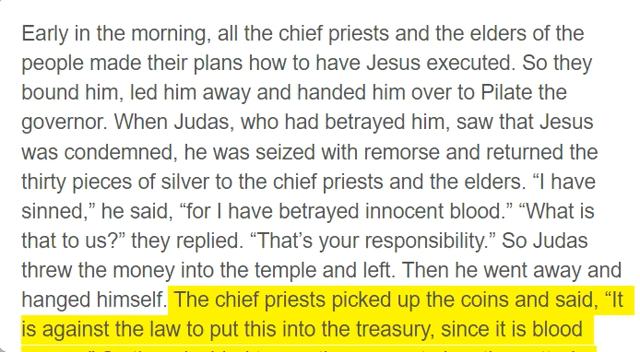 Early in the morning, all the chief priests and the elders of the
people made their plans how to have Jesus executed. So they
bound him, led him away and handed him over to Pilate the
governor. When Judas, who had betrayed him, saw that Jesus
was condemned, he was seized with remorse and returned the
thirty pieces of silver to the chief priests and the elders. “I have
sinned,” he said, “for I have betrayed innocent blood.” “What is
that to us?” they replied. “That’s your responsibility.” So Judas
threw the money into the temple and left. Then he went away and
hanged himself. The chief priests picked up the coins and said, “It
is against the law to put this into the treasury, since it is blood